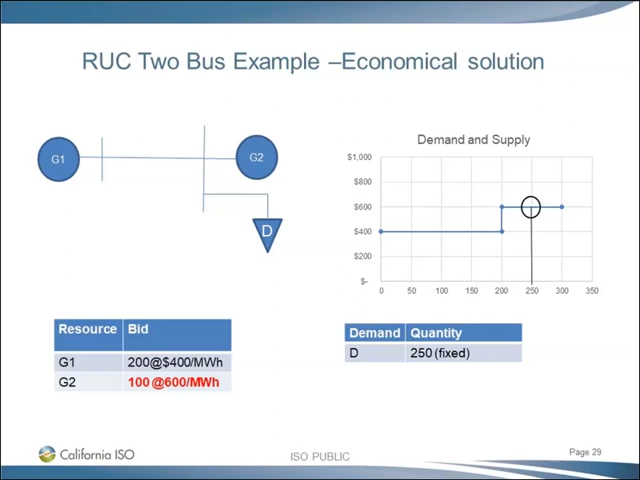 RUC Two Bus Example –Economical solution
G1
G2
D
Demand and Supply
$1,000
$800
$600
$400
$200
$-
0 50 100 150 200 250 300 350
Resource Bid
G1 200@$400/MWh
G2 100 @600/MWh
Demand Quantity
D 250 (fixed)
California ISO
ISO PUBLIC
Page 29